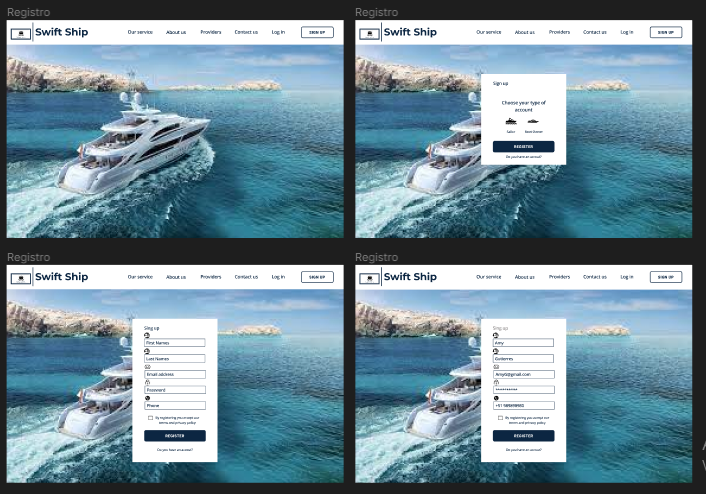 Registro
Swift Ship
Our service
About us
Providers
Contact us
Log In
SIGN UP
Registro
Swift Ship
Our service
About us
Providers
Contact us
Log In
SIGN UP
Sign up
Choose your type of
account
Sailor
Boat Owner
REGISTER
Do you have an account?
Registro
Swift Ship
Our service
About us
Providers
Contact us
Log In
SIGN UP
Sing up
First Names
Last Names
Email address
Password
Phone
By registering you accept our
terms and privacy policy
REGISTER
Do you have an account?
Registro
Swift Ship
Our service
About us
Providers
Contact us
Log In
SIGN UP
Sing up
Amy
Gutierres
By registering you accept our
terms and privacy policy
REGISTER
Do you have an account?